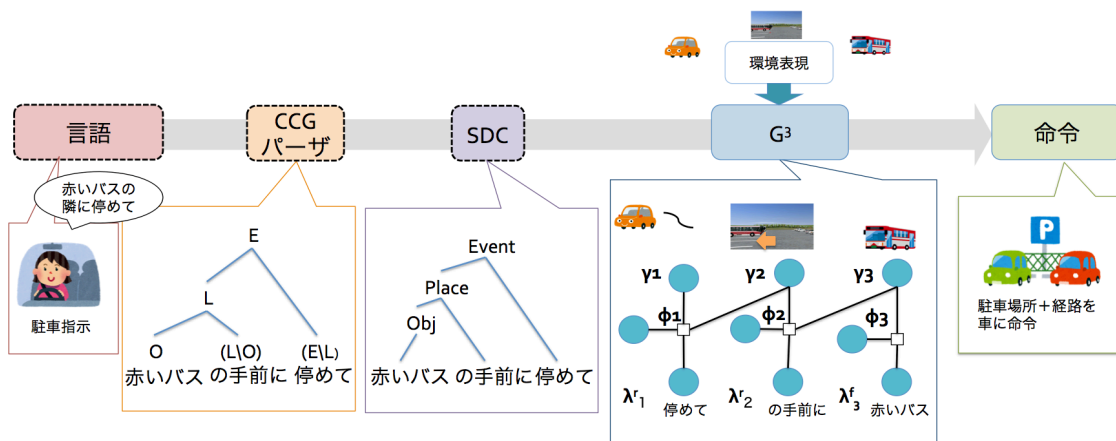 環境表現
言語
CCG
パーザ
SDC
G³
命令
赤いバスの
隣に停めて
駐車指示
E
L
O
(L\O)
(E\L)
赤いバス
の手前に
停めて
Event
Place
Obj
赤いバス
の手前に
停めて
γ1
γ2
γ3
ϕ1
ϕ2
ϕ3
λʳ₁
停めて
λʳ₂
の手前に
λᶠ₃
赤いバス
P
駐車場所＋経路を
車に命令